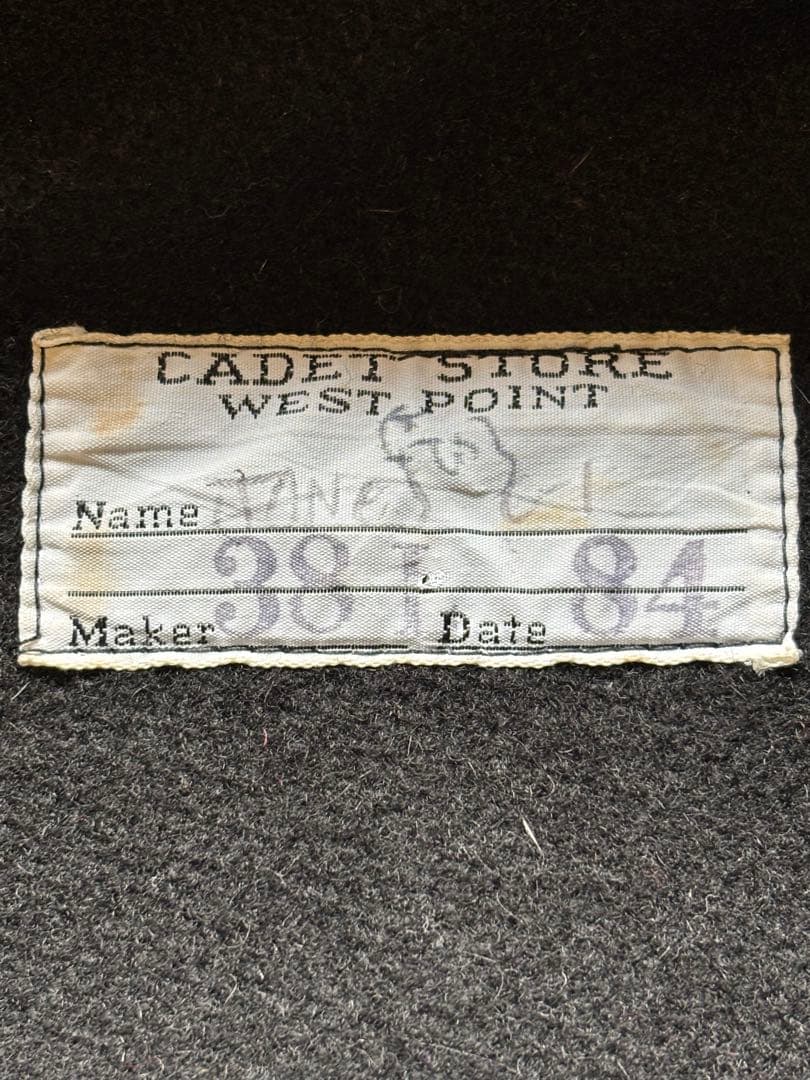 CADET STORE
WEST POINT
Name
38 84
Maker Date